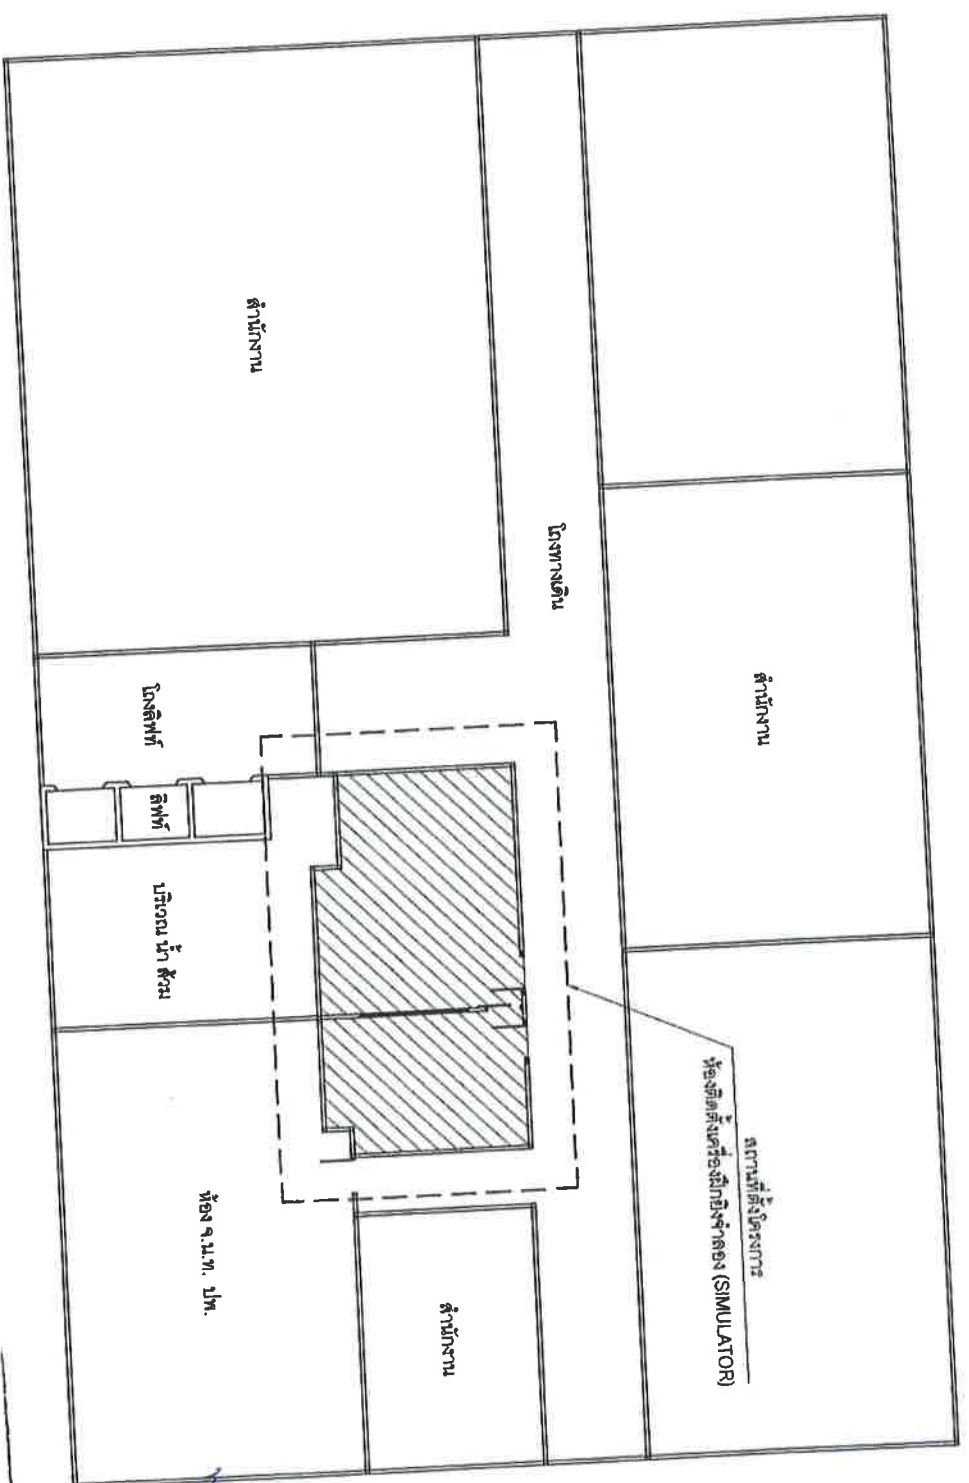 สถานที่ตั้งโครงการ
ห้องติดตั้งเครื่องฝึกยิงจำลอง (SIMULATOR)
สำนักงาน
โถงทางเดิน
สำนักงาน
สำนักงาน
โถงลิฟท์
ลิฟท์
บริเวณ น้ำ ส้วม
ห้อง จ.น.ท. ปท.